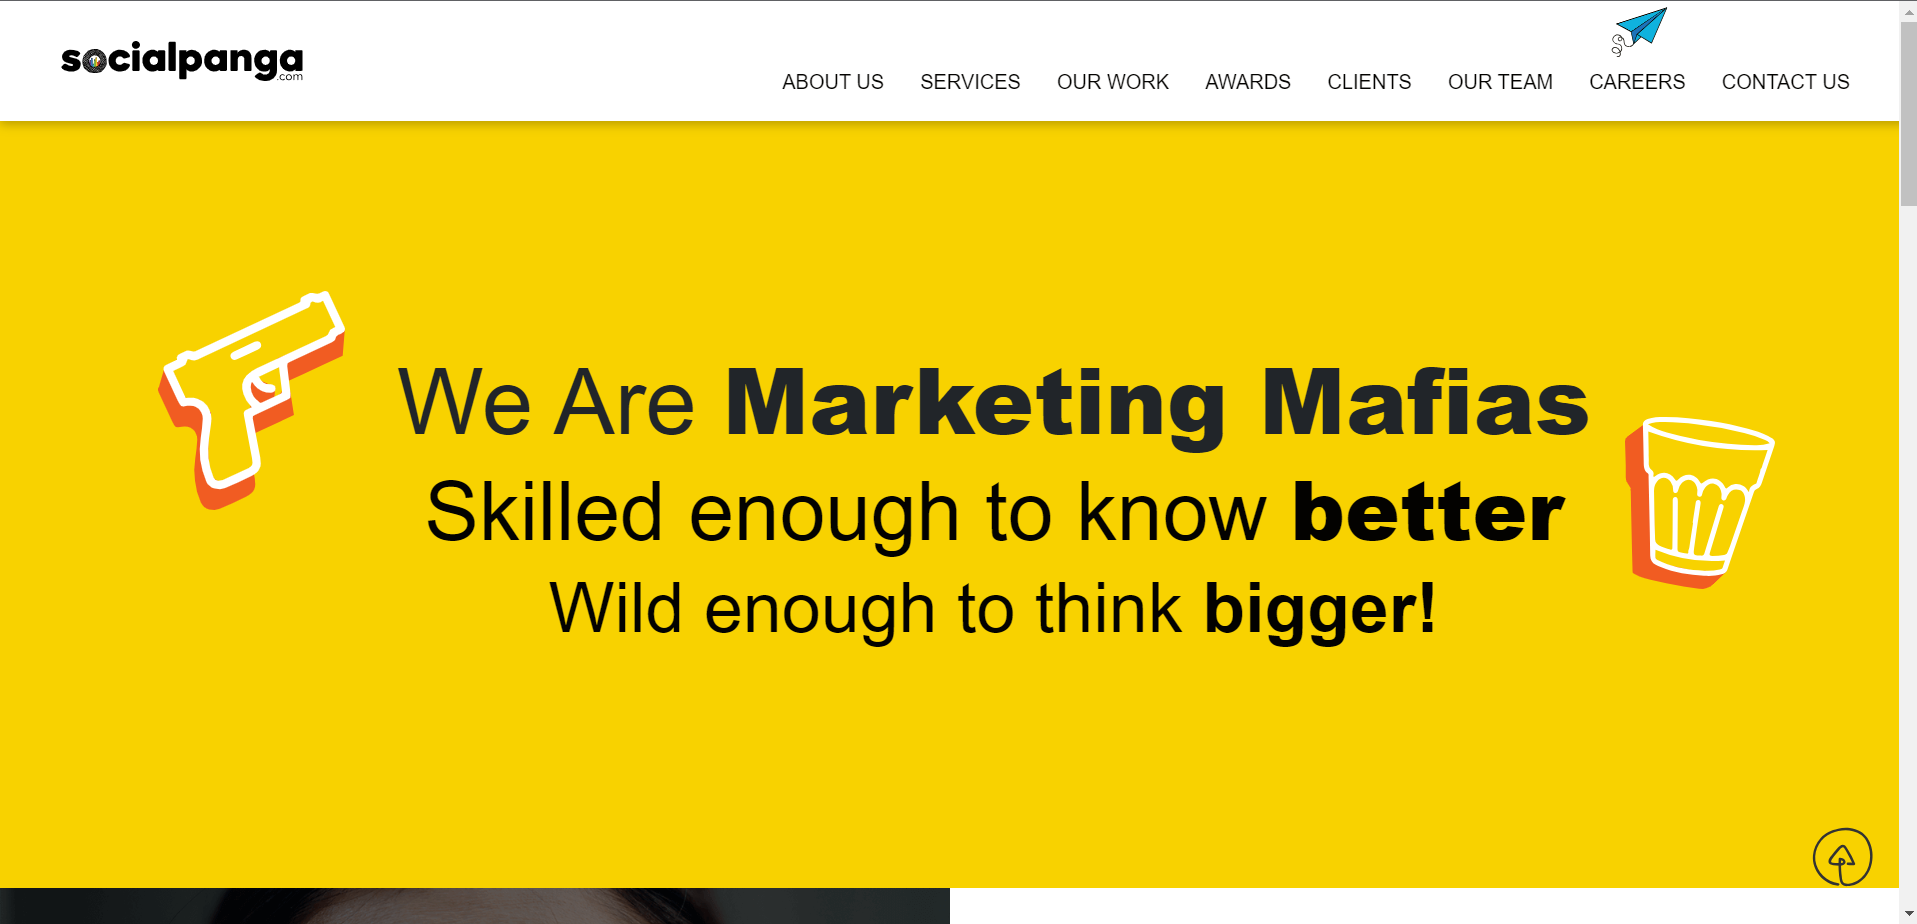 socialpanga
.com
ABOUT US SERVICES OUR WORK AWARDS CLIENTS OUR TEAM CAREERS CONTACT US
We Are Marketing Mafias
Skilled enough to know better
Wild enough to think bigger!